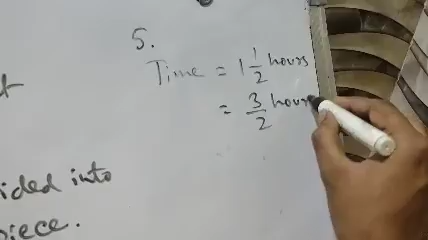 5.
Time = 1 1/2 hours
= 3/2 hours
ided into
piece.